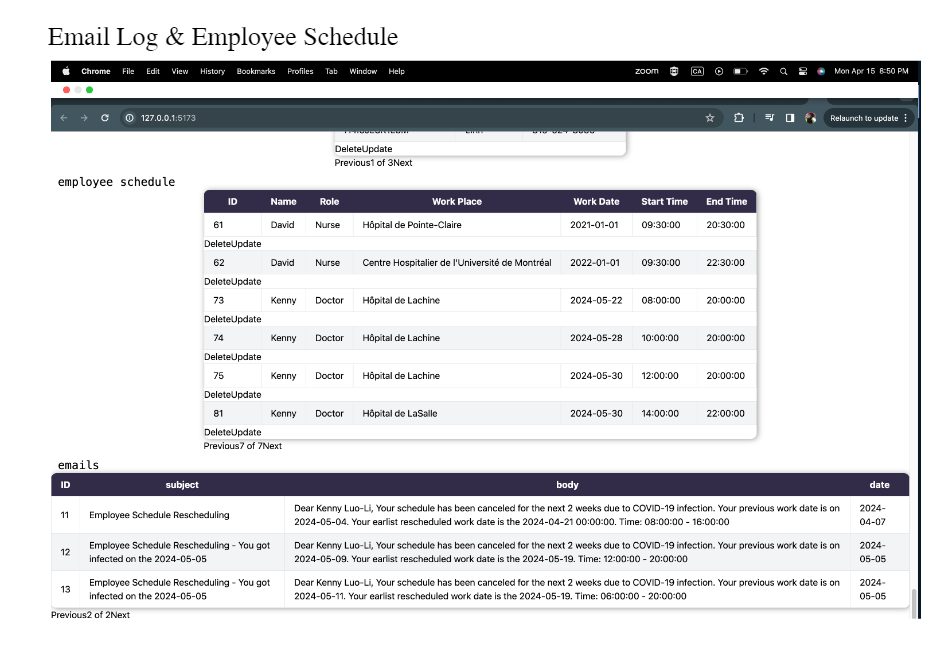 Email Log & Employee Schedule
Chrome File Edit View History Bookmarks Profiles Tab Window Help zoom CA Mon Apr 15 8:50 PM
127.0.0.1:5173 Relaunch to update
DeleteUpdate
Previous1 of 3Next
employee schedule
ID Name Role Work Place Work Date Start Time End Time
61 David Nurse Hôpital de Pointe-Claire 2021-01-01 09:30:00 20:30:00
DeleteUpdate
62 David Nurse Centre Hospitalier de l'Université de Montréal 2022-01-01 09:30:00 22:30:00
DeleteUpdate
73 Kenny Doctor Hôpital de Lachine 2024-05-22 08:00:00 20:00:00
DeleteUpdate
74 Kenny Doctor Hôpital de Lachine 2024-05-28 10:00:00 20:00:00
DeleteUpdate
75 Kenny Doctor Hôpital de Lachine 2024-05-30 12:00:00 20:00:00
DeleteUpdate
81 Kenny Doctor Hôpital de LaSalle 2024-05-30 14:00:00 22:00:00
DeleteUpdate
Previous7 of 7Next
emails
ID subject body date
11 Employee Schedule Rescheduling
Dear Kenny Luo-Li, Your schedule has been canceled for the next 2 weeks due to COVID-19 infection. Your previous work date is on
2024-05-04. Your earlist rescheduled work date is the 2024-04-21 00:00:00. Time: 08:00:00 - 16:00:00
2024-
04-07
12 Employee Schedule Rescheduling - You got
infected on the 2024-05-05
Dear Kenny Luo-Li, Your schedule has been canceled for the next 2 weeks due to COVID-19 infection. Your previous work date is on
2024-05-09. Your earlist rescheduled work date is the 2024-05-19. Time: 12:00:00 - 20:00:00
2024-
05-05
13 Employee Schedule Rescheduling - You got
infected on the 2024-05-05
Dear Kenny Luo-Li, Your schedule has been canceled for the next 2 weeks due to COVID-19 infection. Your previous work date is on
2024-05-11. Your earlist rescheduled work date is the 2024-05-19. Time: 06:00:00 - 20:00:00
2024-
05-05
Previous2 of 2Next